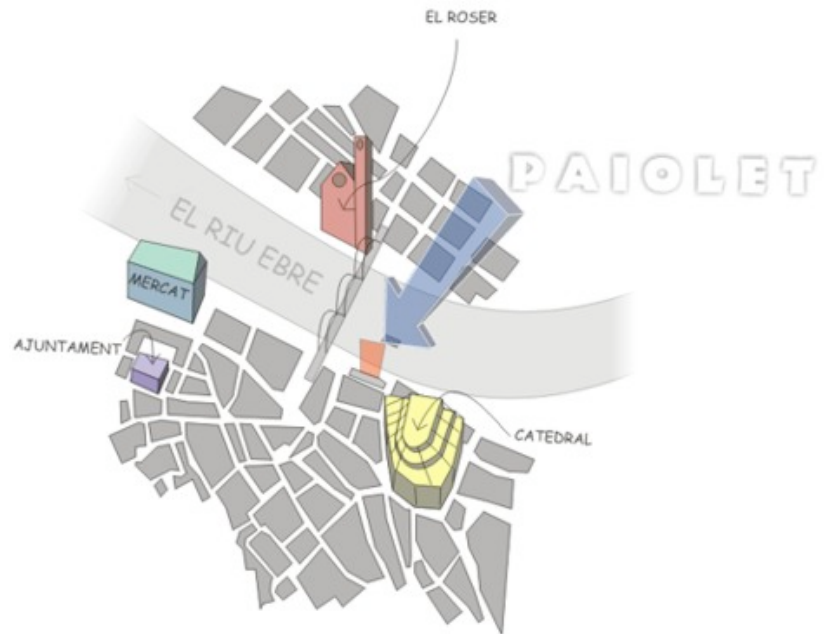 EL ROSER
PAIOLET
EL RIU EBRE
MERCAT
AJUNTAMENT
CATEDRAL